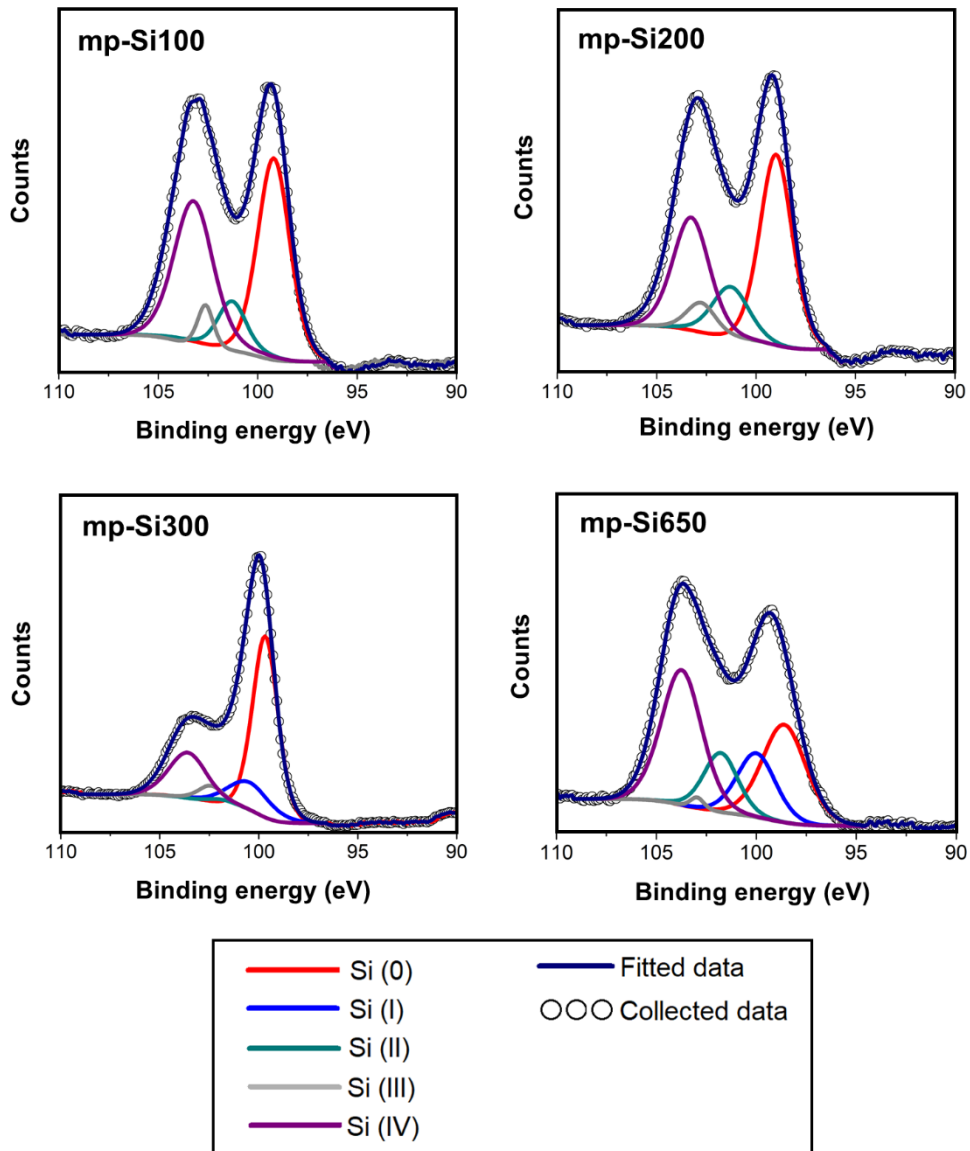 mp-Si100
Counts
110 105 100 95 90
Binding energy (eV)
mp-Si200
Counts
110 105 100 95 90
Binding energy (eV)
mp-Si300
Counts
110 105 100 95 90
Binding energy (eV)
mp-Si650
Counts
110 105 100 95 90
Binding energy (eV)
Si (0)
Si (I)
Si (II)
Si (III)
Si (IV)
Fitted data
Collected data